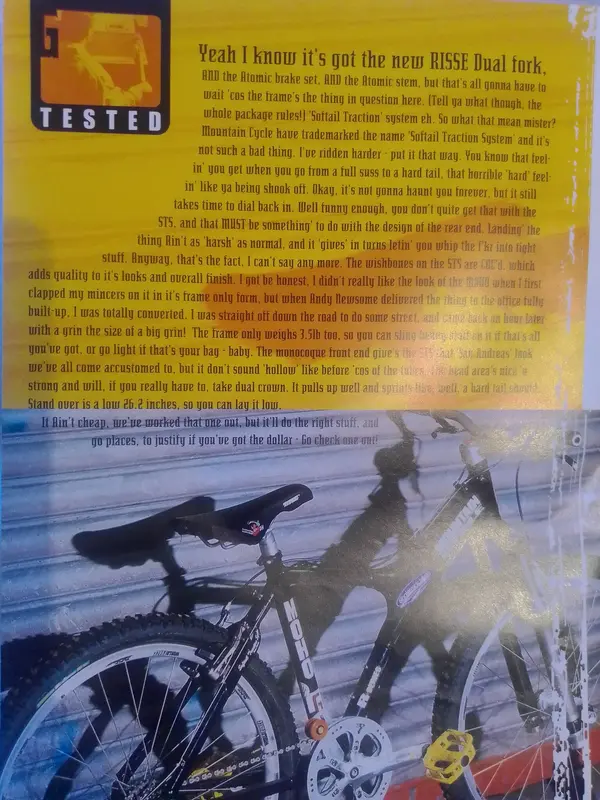 TESTED
Yeah I know it's got the new RISSE Dual fork,
AND the Atomic brake set, AND the Atomic stem, but that's all gonna have to
wait 'cos the frame's the thing in question here. (Tell ya what though, the
whole package rules!) 'Softail Traction' system eh. So what that mean mister?
Mountain Cycle have trademarked the name 'Softail Traction System' and it's
not such a bad thing. I've ridden harder - put it that way. You know that feel-
in' you get when you go from a full suss to a hard tail, that horrible 'hard' feel-
in' like ya being shook off. Okay, it's not gonna haunt you forever, but it still
takes time to dial back in. Well funny enough, you don't quite get that with the
STS, and that MUST be something' to do with the design of the rear end. Landing' the
thing Ain't as 'harsh' as normal, and it 'gives' in turns letin' you whip the f'kr into tight
stuff. Anyway, that's the fact, I can't say any more. The wishbones on the STS are CNC'd, which
adds quality to it's looks and overall finish. I got be honest, I didn't really like the look of the when I first
clapped my mincers on it in it's frame only form, but when Andy Newsome delivered the thing to the office fully
built-up, I was totally converted. I was straight off down the road to do some street, and came back an hour later
with a grin the size of a big grin! The frame only weighs 3.5lb too, so you can sling heavy stuff on it if that's all
you've got, or go light if that's your bag - baby. The monocoque front end give's the STS that 'San Andreas' look
we've all come accustomed to, but it don't sound 'hollow' like before 'cos of the tubes. The head area's nice 'n
strong and will, if you really have to, take dual crown. It pulls up well and sprints like, well, a hard tail should.
Stand over is a low 26.2 inches, so you can lay it low.
It Ain't cheap, we've worked that one out, but it'll do the right stuff, and
go places, to justify if you've got the dollar - Go check one out!